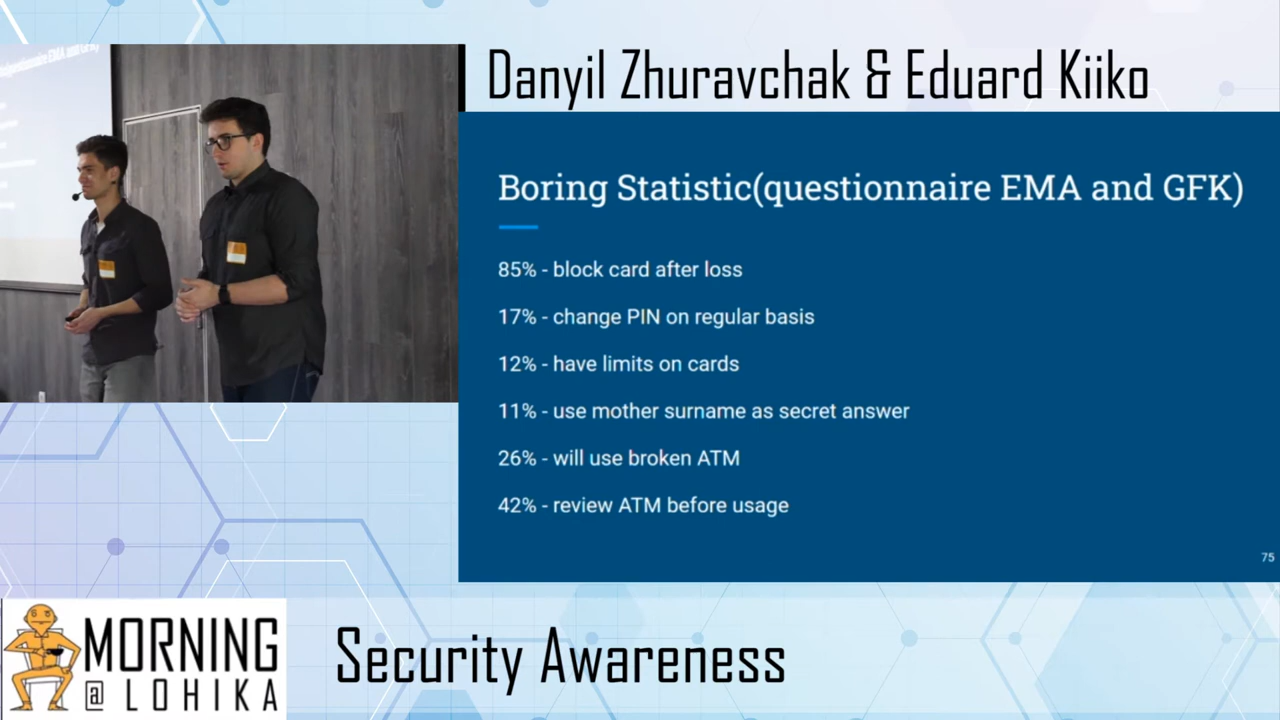 Danyil Zhuravchak & Eduard Kiiko
Boring Statistic(questionnaire EMA and GFK)
85% - block card after loss
17% - change PIN on regular basis
12% - have limits on cards
11% - use mother surname as secret answer
26% - will use broken ATM
42% - review ATM before usage
75
MORNING
@ LOHIKA
Security Awareness